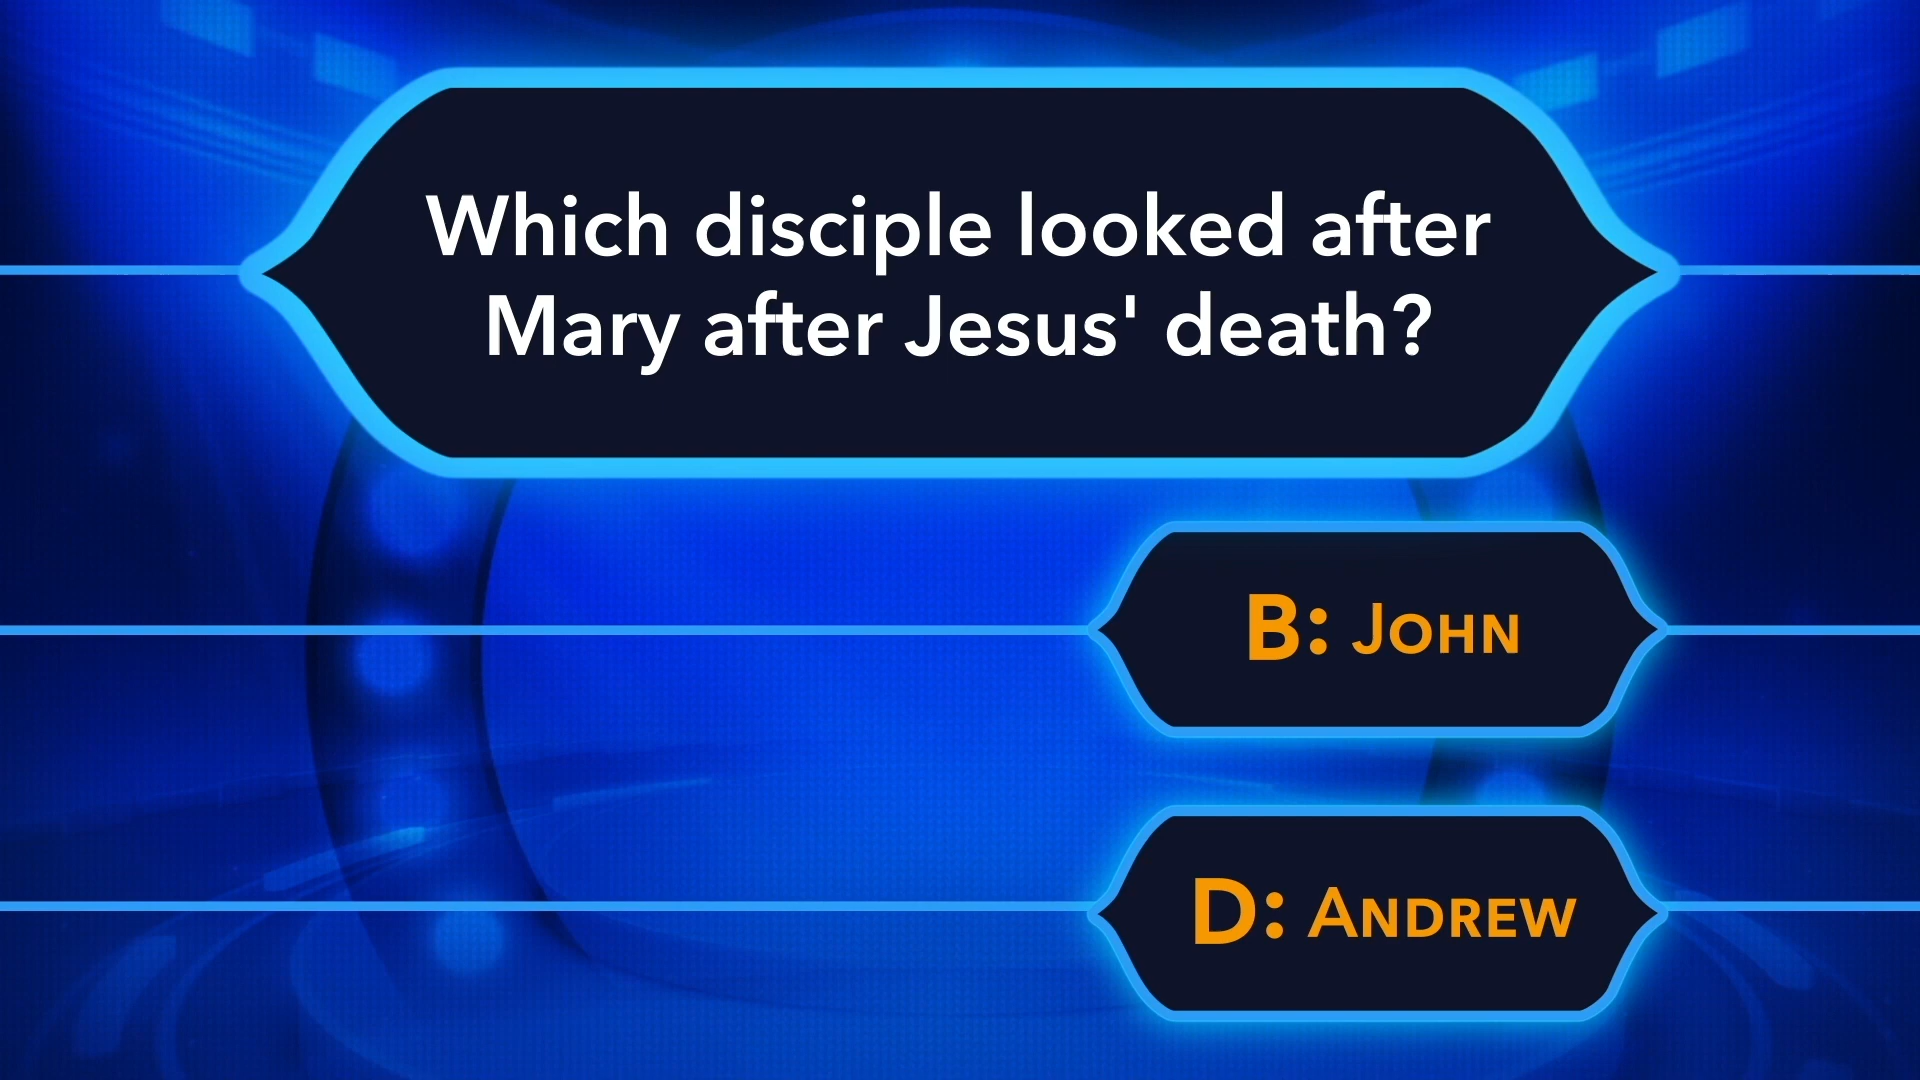 Which disciple looked after
Mary after Jesus' death?
B: John
D: Andrew